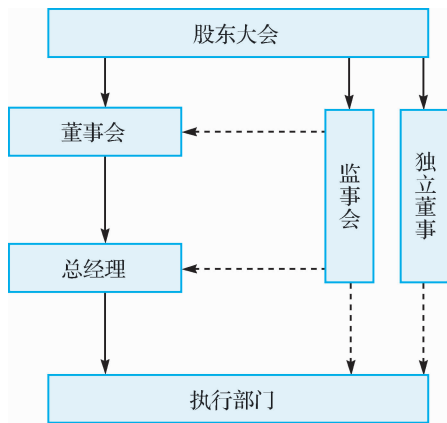 股东大会
董事会
监事会
独立董事
总经理
执行部门